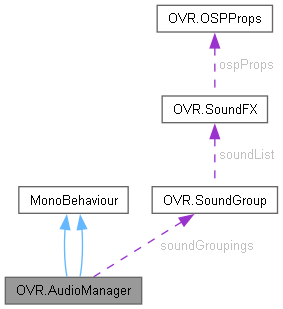 OVR.OSPProps
ospProps
OVR.SoundFX
soundList
MonoBehaviour
OVR.SoundGroup
soundGroupings
OVR.AudioManager